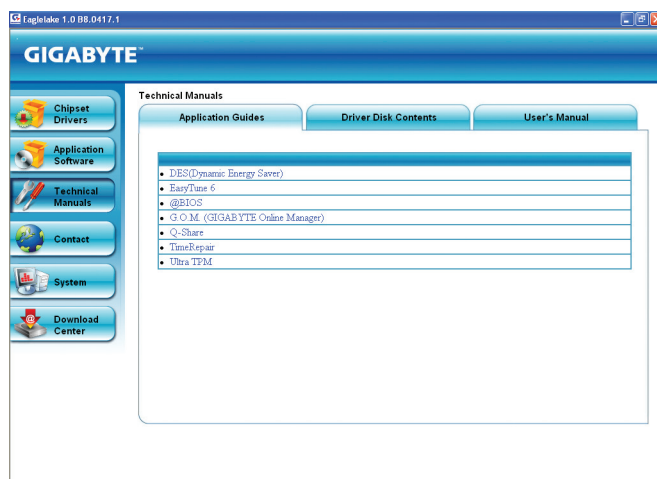 Eaglelake 1.0 B8.0417.1
GIGABYTE™
Technical Manuals
Application Guides
Driver Disk Contents
User's Manual
Chipset
Drivers
Application
Software
Technical
Manuals
Contact
System
Download
Center
• DES(Dynamic Energy Saver)
• EasyTune 6
• @BIOS
• G.O.M. (GIGABYTE Online Manager)
• Q-Share
• TimeRepair
• Ultra TPM